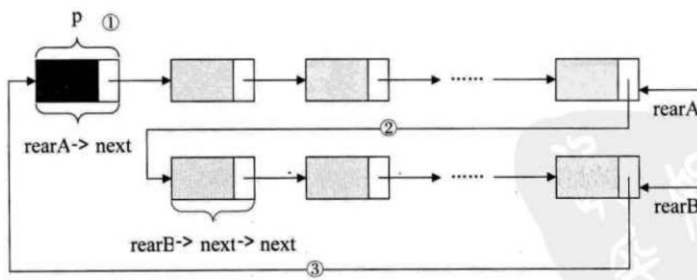 p ①
······
rearA
rearA-> next
②
······
rearB
rearB-> next-> next
③